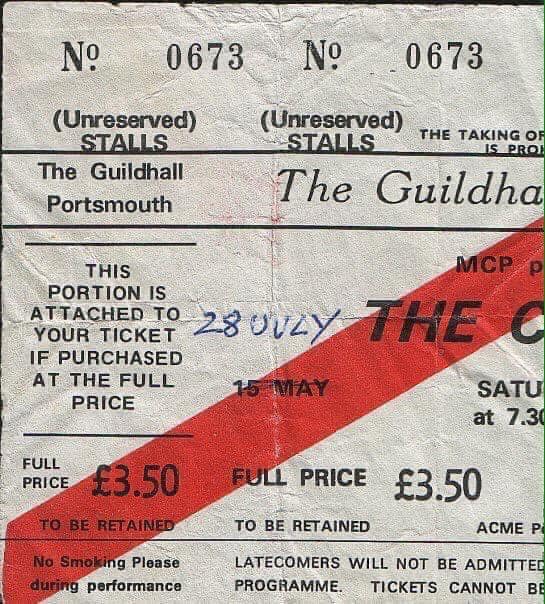 Nº 0673
(Unreserved)
STALLS
The Guildhall
Portsmouth
THIS
PORTION IS
ATTACHED TO
YOUR TICKET
IF PURCHASED
AT THE FULL
PRICE
FULL
PRICE £3.50
TO BE RETAINED
No Smoking Please
during performance
Nº 0673
(Unreserved)
STALLS
THE TAKING OF
IS PROH
The Guildha
MCP p
28 JULY THE C
15 MAY SATU
at 7.30
FULL PRICE £3.50
TO BE RETAINED ACME P
LATECOMERS WILL NOT BE ADMITTED
PROGRAMME. TICKETS CANNOT BE